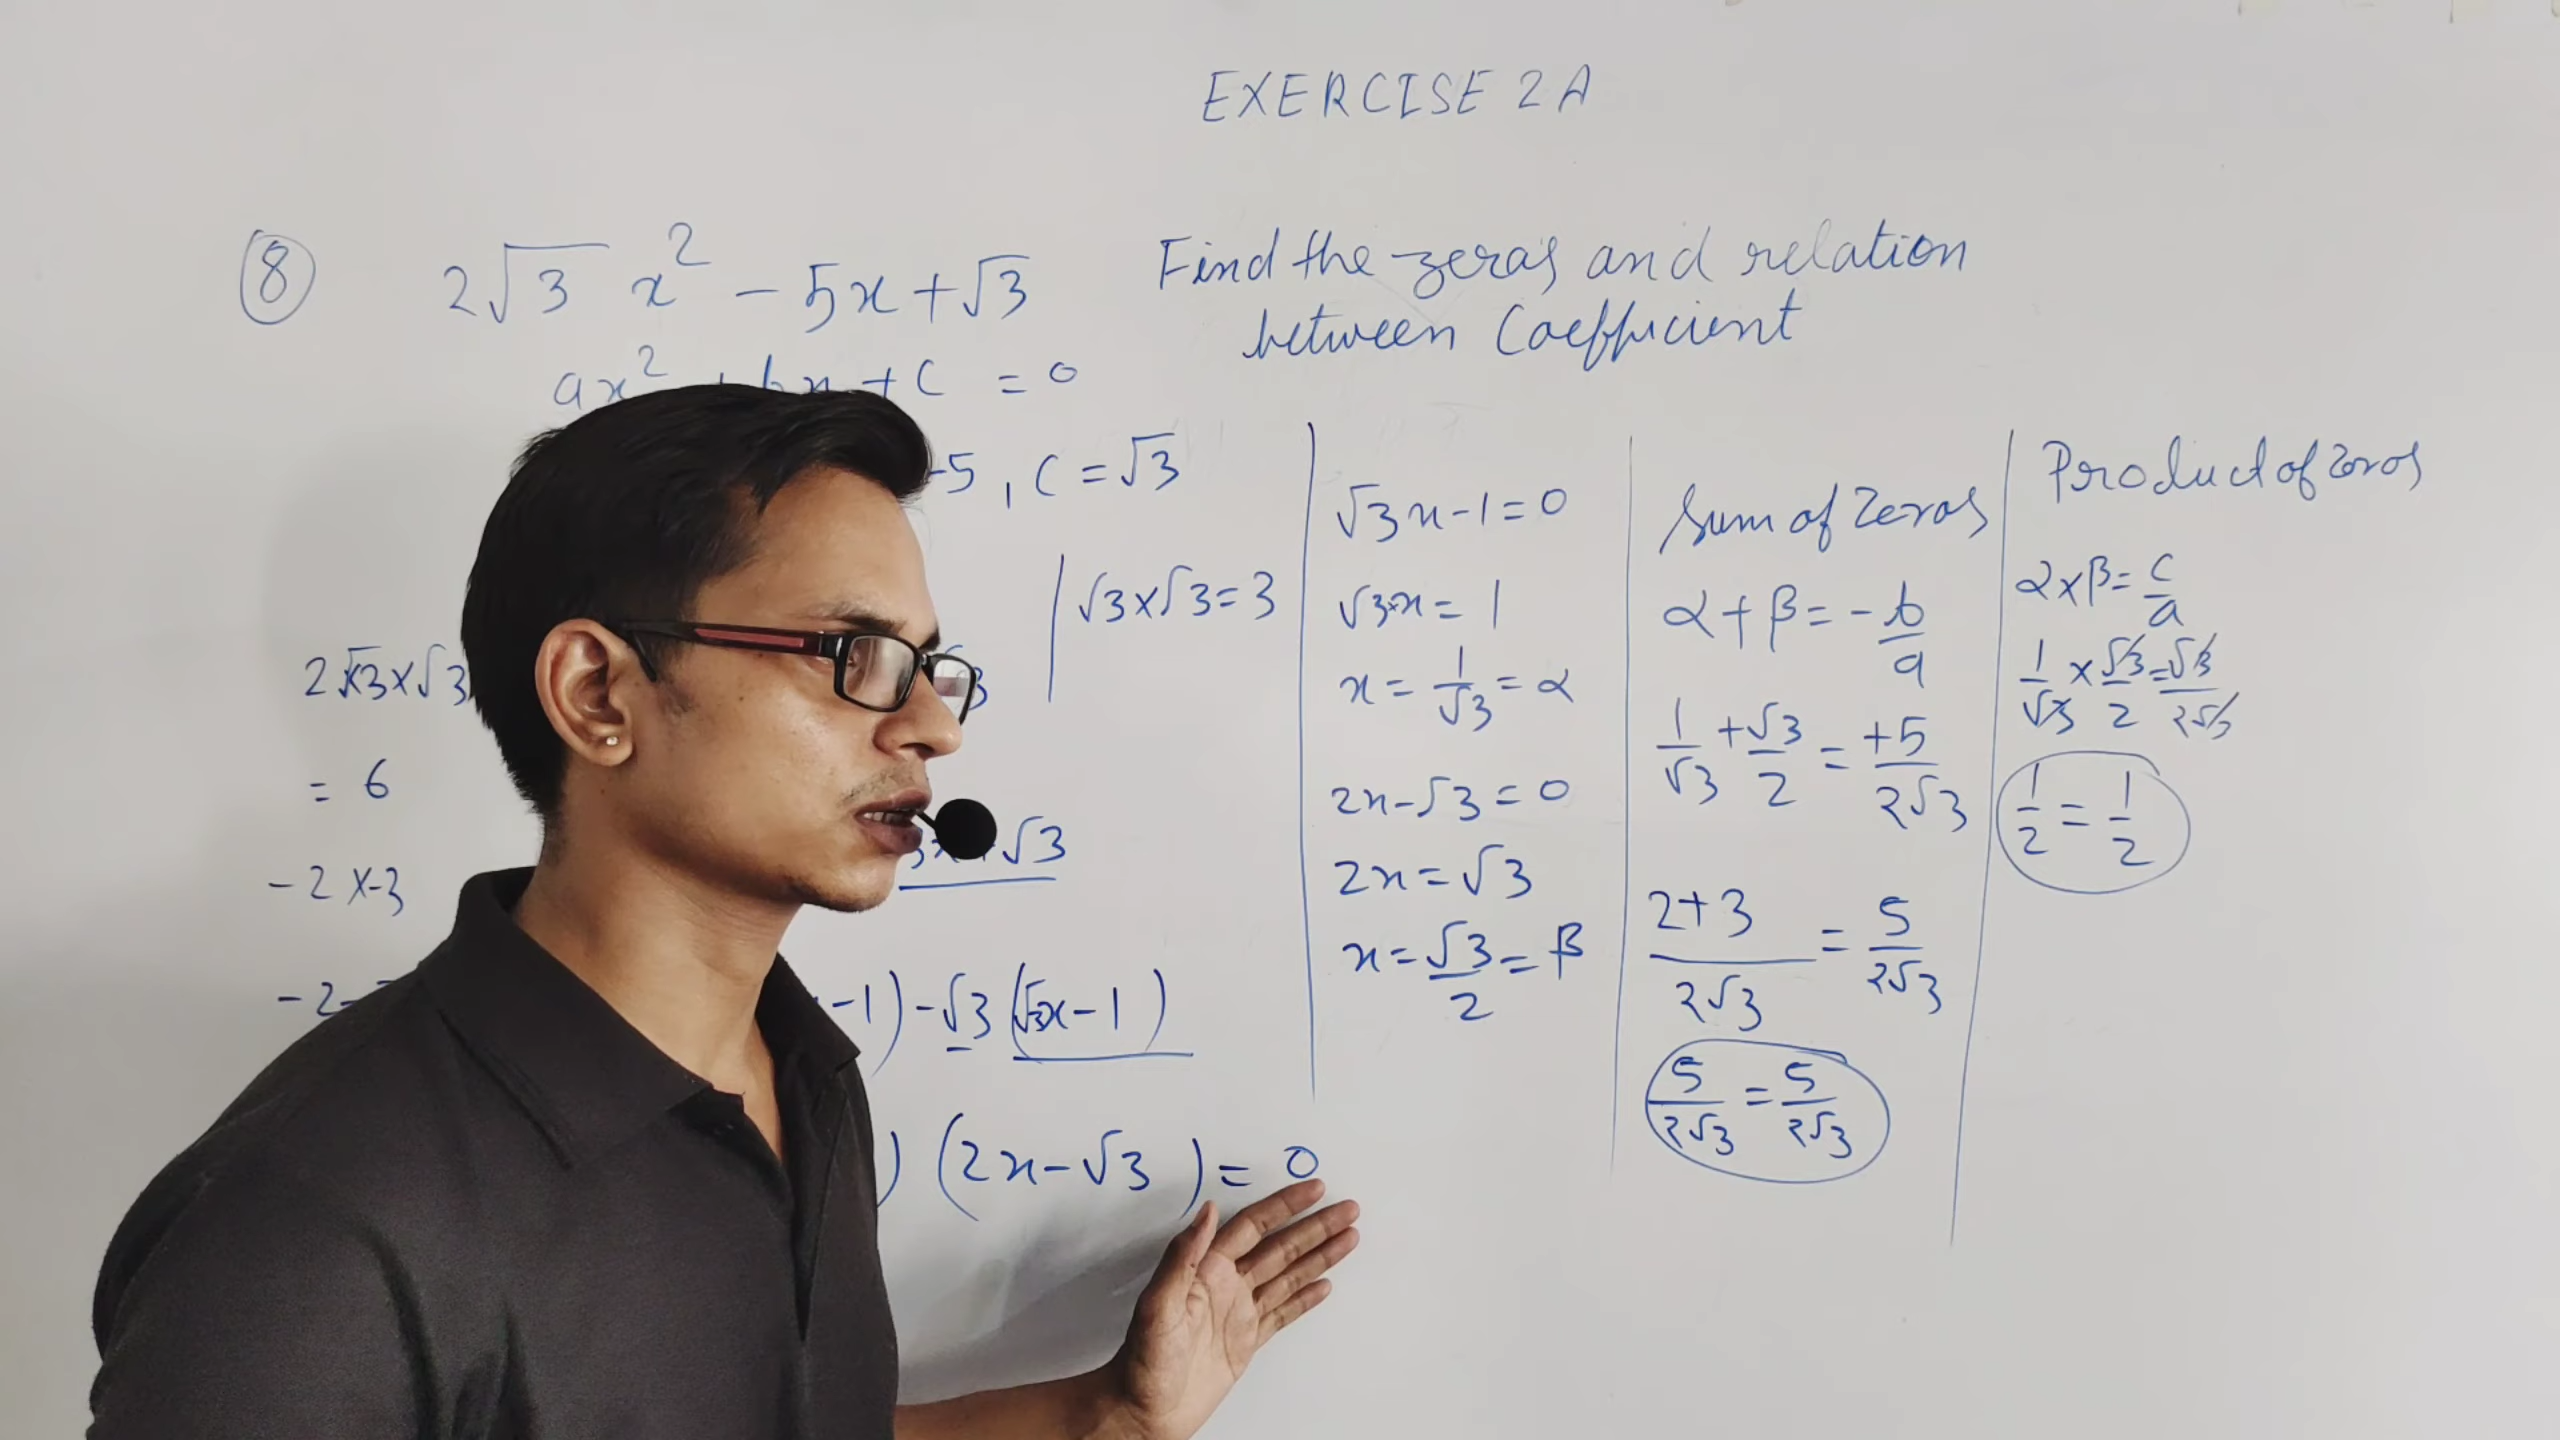 EXERCISE 2A
⑧ 2√3 x² - 5x + √3
Find the zeros and relation
between Coefficient
ax² + bx + c = 0
-5, C = √3
√3 × √3 = 3
2√3 × √3
= 6
-2 x-3
-2-
3x + √3
-1) - √3 (√3x - 1)
) (2x - √3) = 0
√3x - 1 = 0
√3x = 1
x = 1/√3 = α
2x - √3 = 0
2x = √3
x = √3/2 = β
Sum of Zeros
α + β = - b/a
1/√3 + √3/2 = +5/2√3
2+3/2√3 = 5/2√3
5/2√3 = 5/2√3
Product of Zeros
α × β = c/a
1/√3 × √3/2 = √3/2√3
1/2 = 1/2